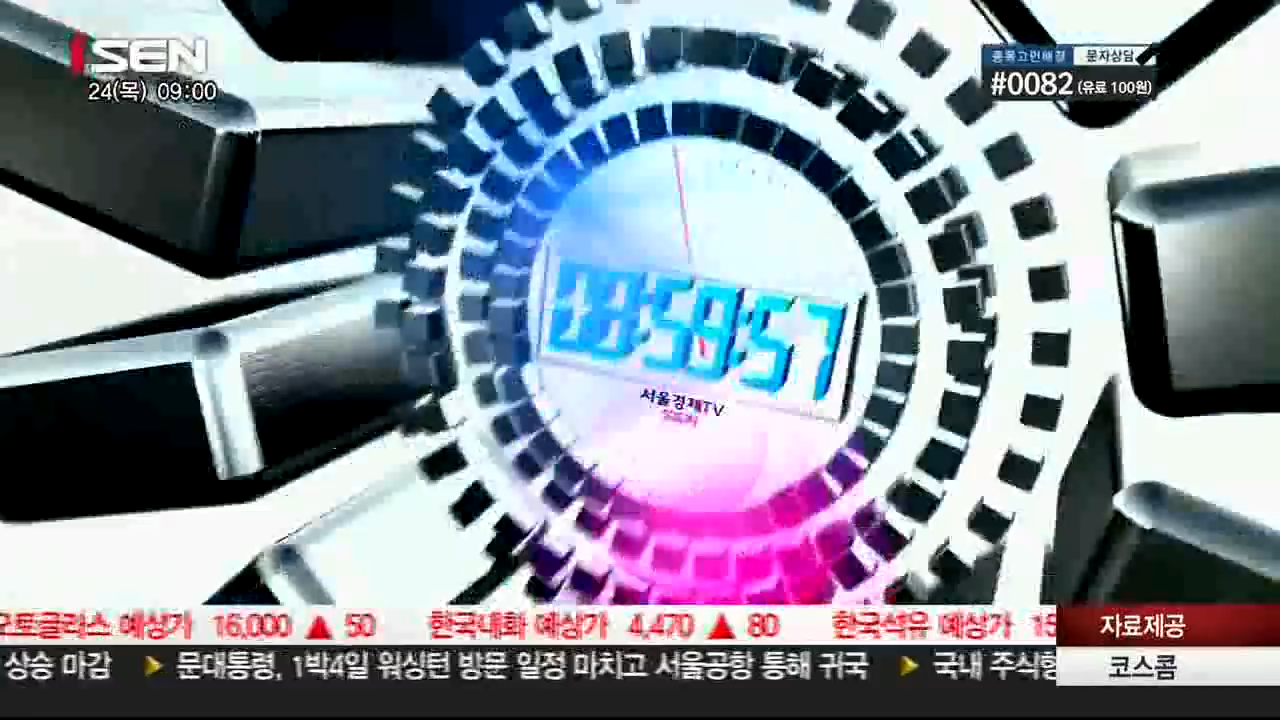 SEN
24(목) 09:00
종목고민해결 문자상담
#0082 (유료 100원)
08:59:57
서울경제TV
오토글라스 예상가 16,000 ▲ 50 한국내화 예상가 4,470 ▲ 80 한국석유 예상가 15
자료제공
상승 마감 문대통령, 1박4일 워싱턴 방문 일정 마치고 서울공항 통해 귀국 국내 주식형
코스콤